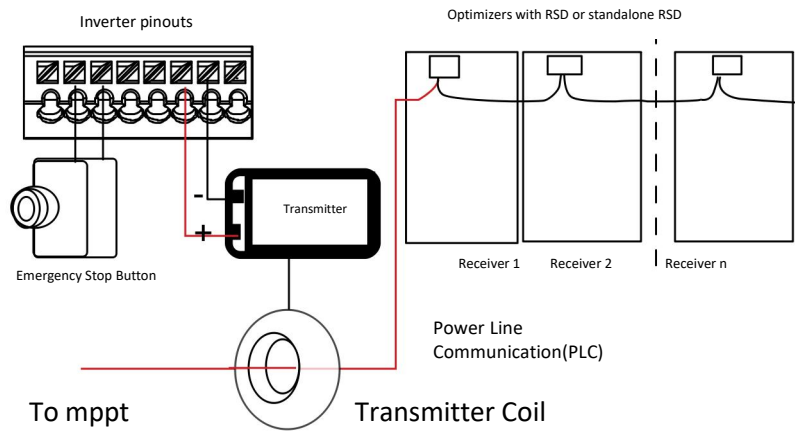 Inverter pinouts
Optimizers with RSD or standalone RSD
-
+
Transmitter
Emergency Stop Button
Receiver 1
Receiver 2
Receiver n
Power Line
Communication(PLC)
To mppt
Transmitter Coil